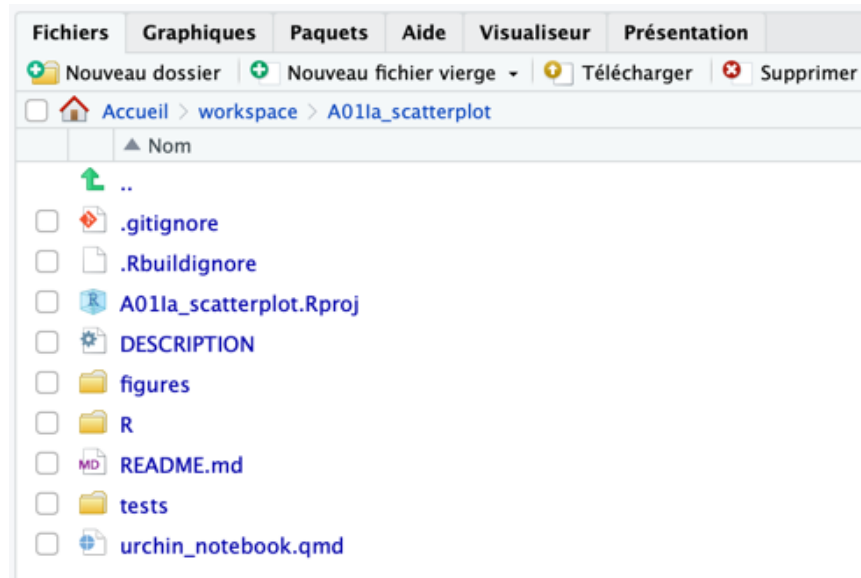 Fichiers Graphiques Paquets Aide Visualiseur Présentation
Nouveau dossier Nouveau fichier vierge Télécharger Supprimer
Accueil > workspace > A01Ia_scatterplot
Nom
..
.gitignore
.Rbuildignore
A01Ia_scatterplot.Rproj
DESCRIPTION
figures
R
MD README.md
tests
urchin_notebook.qmd